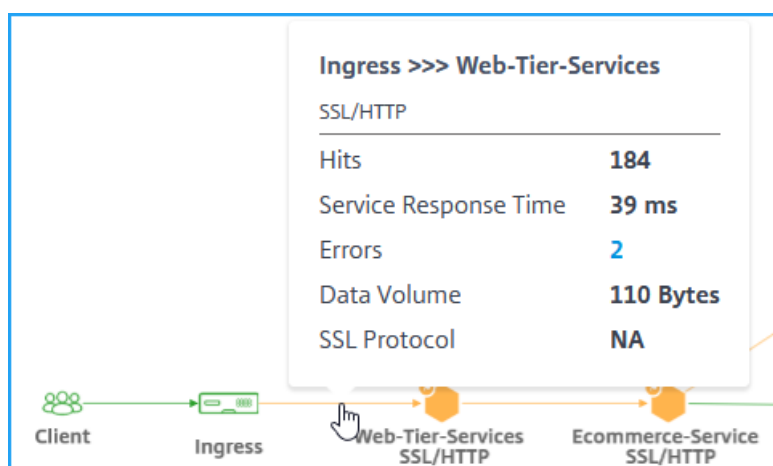 Ingress >>> Web-Tier-Services
SSL/HTTP
Hits 184
Service Response Time 39 ms
Errors 2
Data Volume 110 Bytes
SSL Protocol NA
Client
Ingress
Web-Tier-Services
SSL/HTTP
Ecommerce-Service
SSL/HTTP